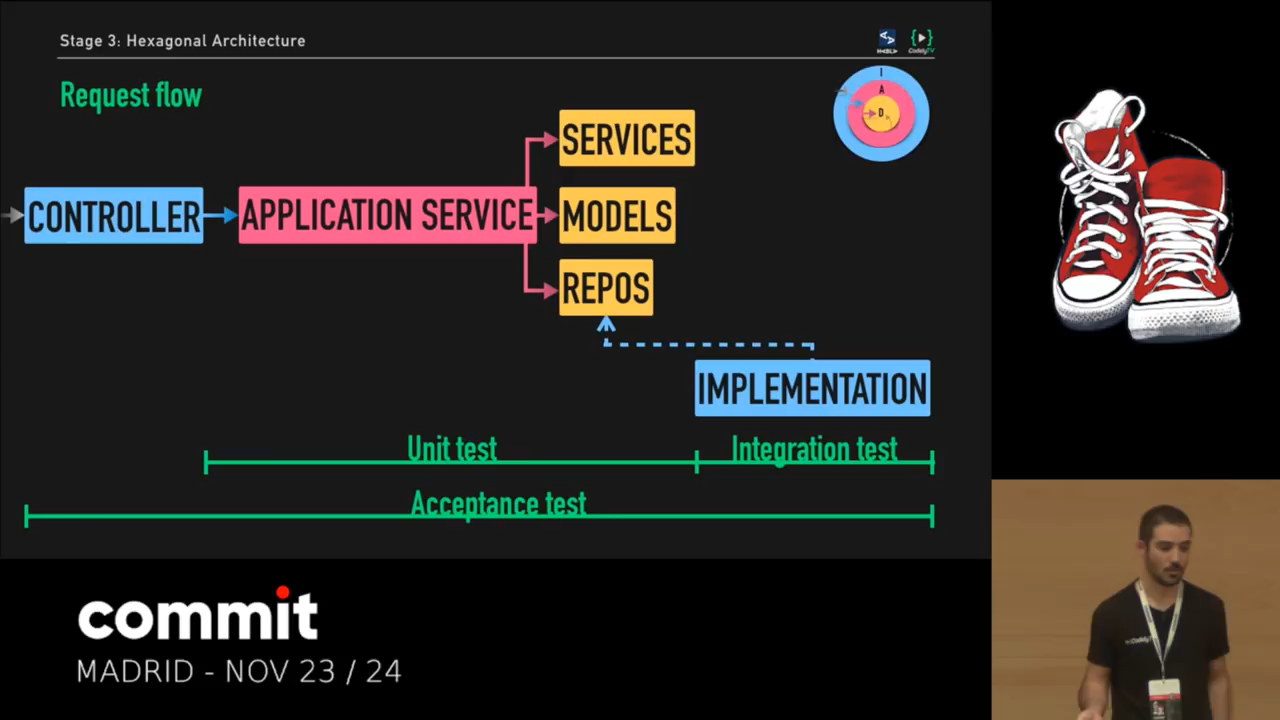 Stage 3: Hexagonal Architecture
CodelyTV
Request flow
I
A
D
SERVICES
CONTROLLER
APPLICATION SERVICE
MODELS
REPOS
IMPLEMENTATION
Unit test
Integration test
Acceptance test
commit
MADRID - NOV 23 / 24